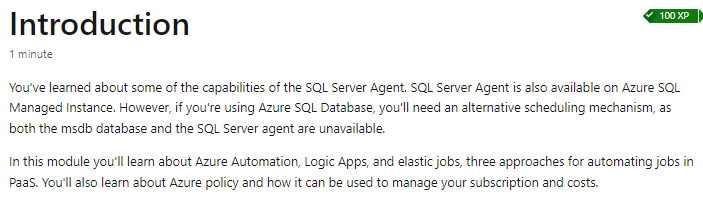 Introduction
100 XP
1 minute
You've learned about some of the capabilities of the SQL Server Agent. SQL Server Agent is also available on Azure SQL
Managed Instance. However, if you're using Azure SQL Database, you'll need an alternative scheduling mechanism, as
both the msdb database and the SQL Server agent are unavailable.
In this module you'll learn about Azure Automation, Logic Apps, and elastic jobs, three approaches for automating jobs in
PaaS. You'll also learn about Azure policy and how it can be used to manage your subscription and costs.